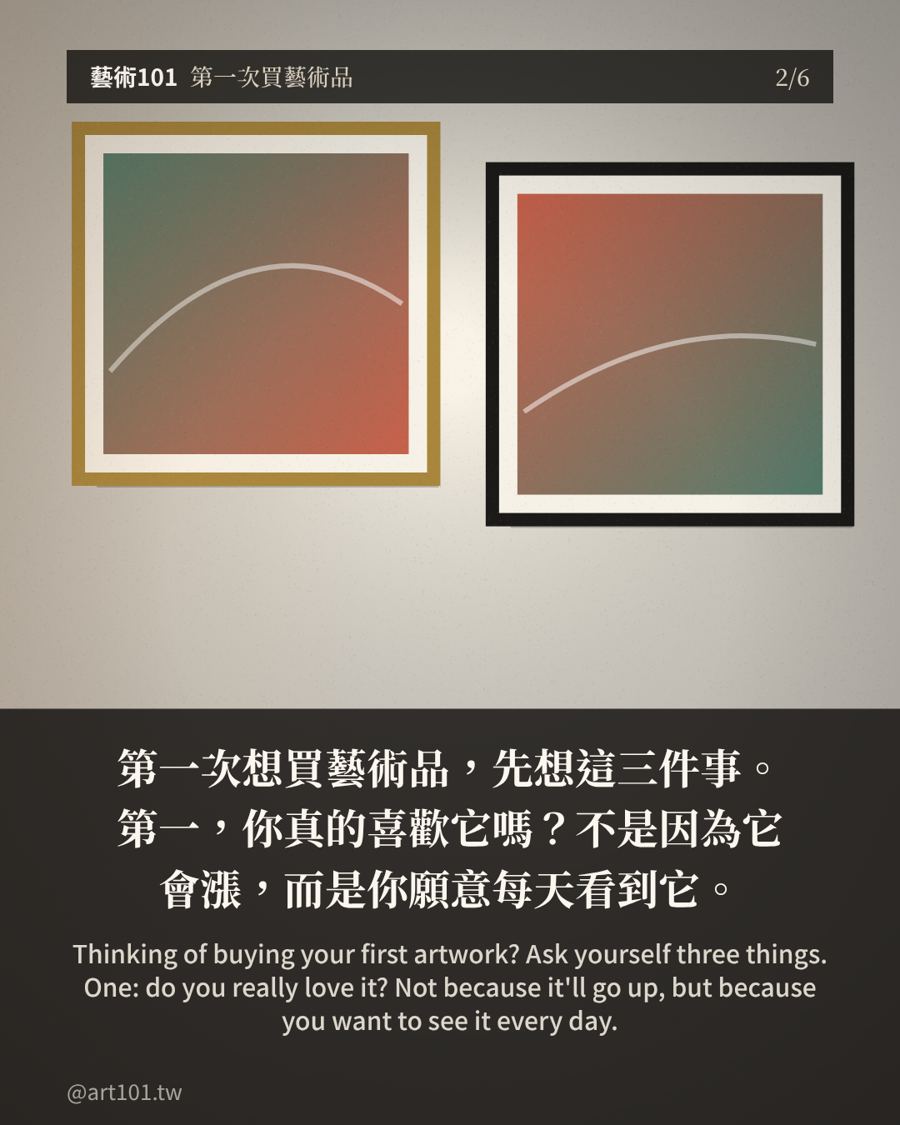 藝術101 第一次買藝術品 2/6
第一次想買藝術品，先想這三件事。
第一，你真的喜歡它嗎？不是因為它
會漲，而是你願意每天看到它。
Thinking of buying your first artwork? Ask yourself three things.
One: do you really love it? Not because it'll go up, but because
you want to see it every day.
@art101.tw